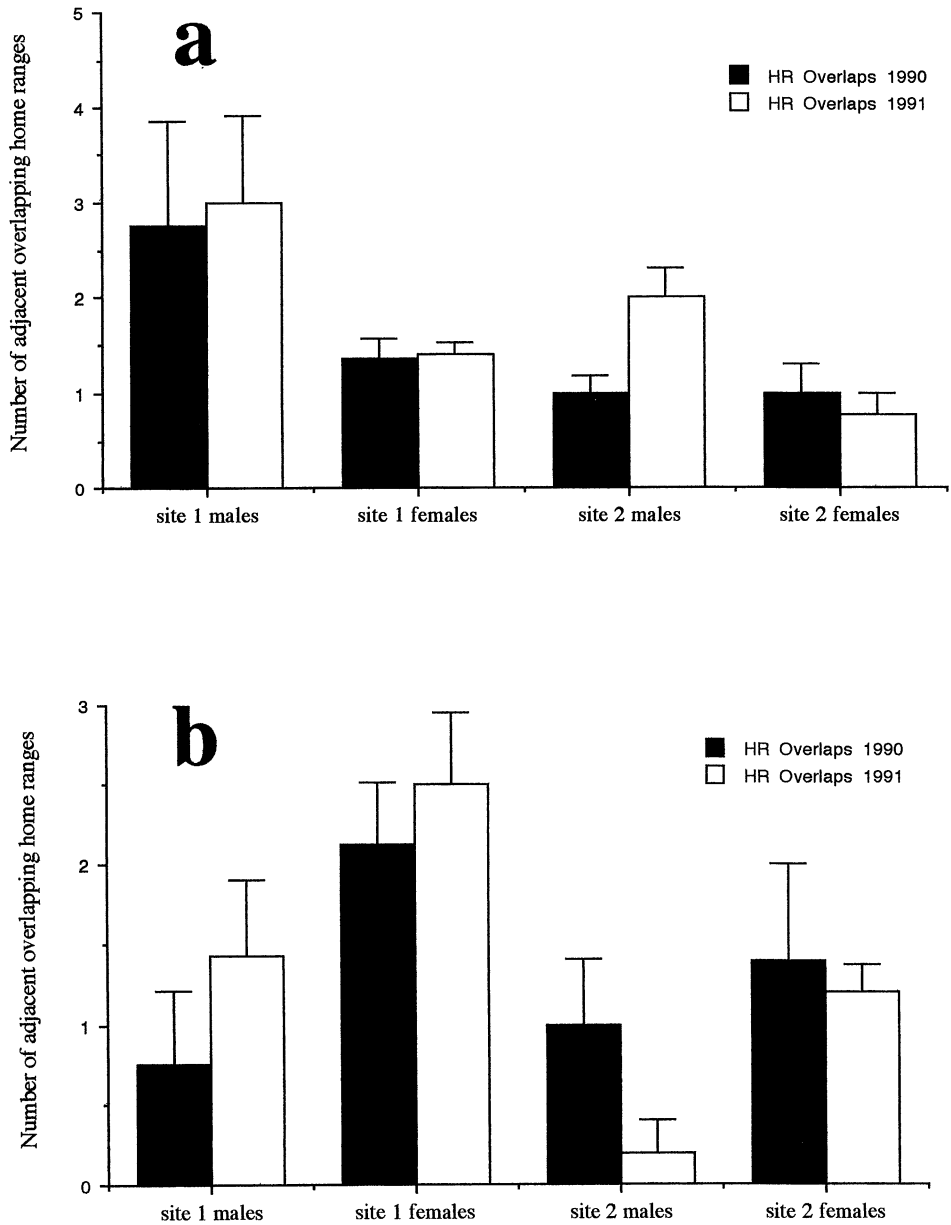 a
HR Overlaps 1990
HR Overlaps 1991
Number of adjacent overlapping home ranges
5
4
3
2
1
0
site 1 males site 1 females site 2 males site 2 females
b
HR Overlaps 1990
HR Overlaps 1991
Number of adjacent overlapping home ranges
3
2
1
0
site 1 males site 1 females site 2 males site 2 females